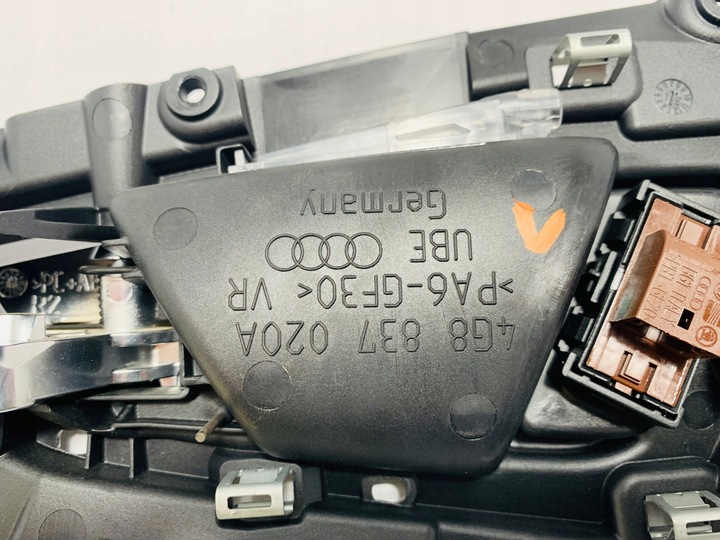 4G8 837 020A
>PA6-GF30< VR
UBE
Germany